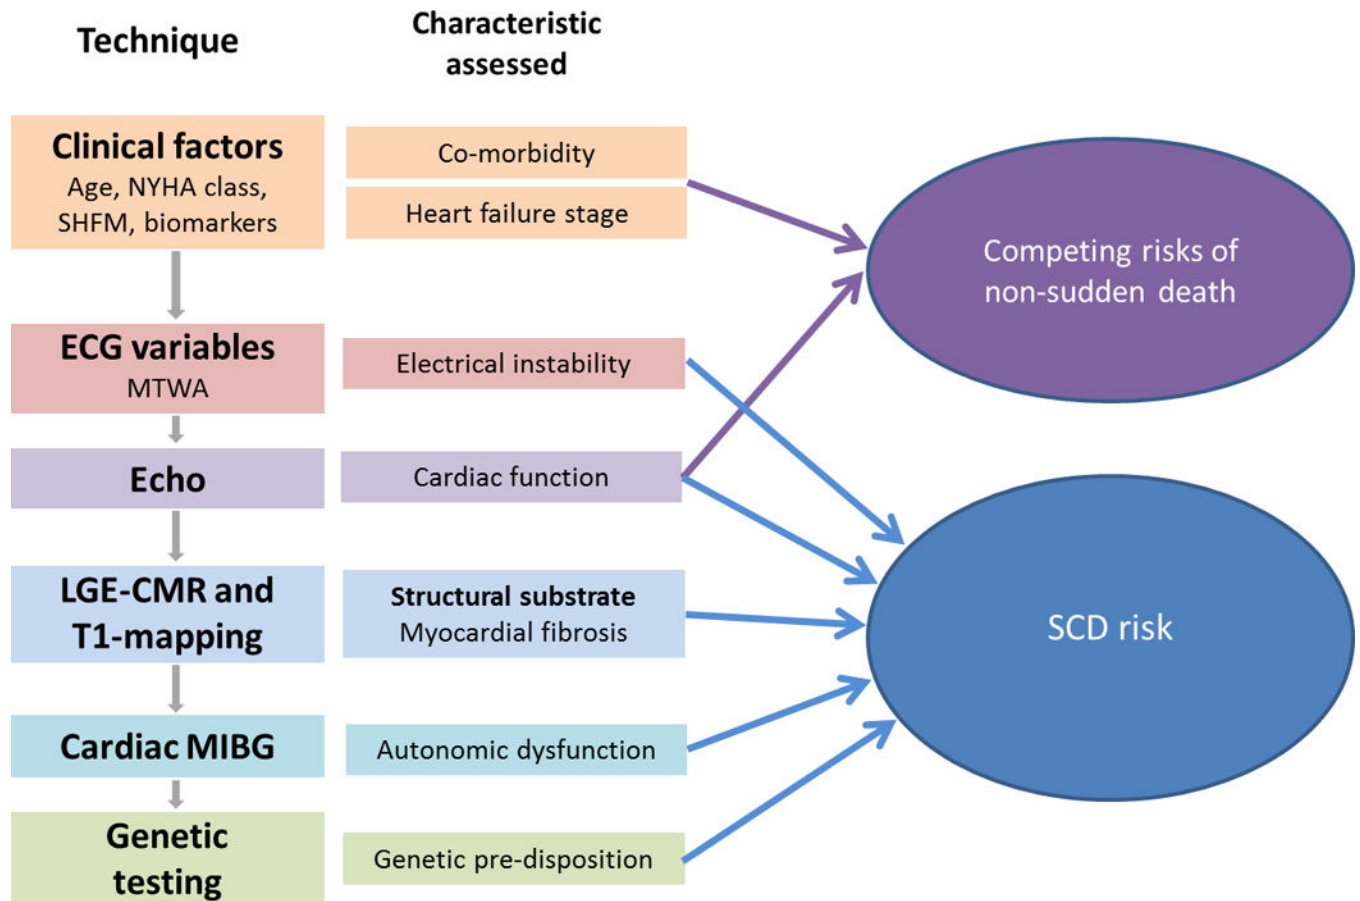 Technique
Characteristic
assessed
Clinical factors
Age, NYHA class,
SHFM, biomarkers
Co-morbidity
Heart failure stage
Competing risks of
non-sudden death
ECG variables
MTWA
Electrical instability
Echo
Cardiac function
LGE-CMR and
T1-mapping
Structural substrate
Myocardial fibrosis
SCD risk
Cardiac MIBG
Autonomic dysfunction
Genetic
testing
Genetic pre-disposition